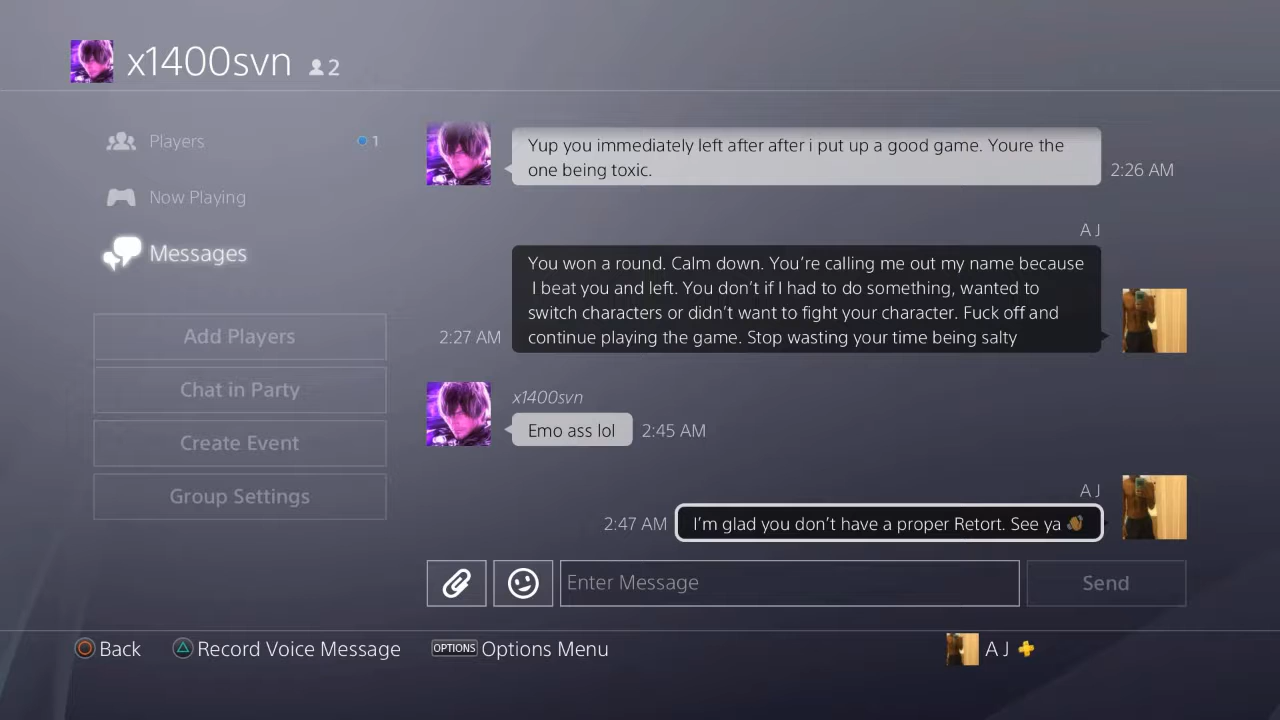 x1400svn 2
Players 1
Now Playing
Messages
Add Players
Chat in Party
Create Event
Group Settings
Yup you immediately left after after i put up a good game. Youre the
one being toxic.
2:26 AM
A J
You won a round. Calm down. You're calling me out my name because
I beat you and left. You don't if I had to do something, wanted to
switch characters or didn't want to fight your character. Fuck off and
continue playing the game. Stop wasting your time being salty
2:27 AM
x1400svn
Emo ass lol
2:45 AM
A J
2:47 AM
I'm glad you don't have a proper Retort. See ya 👋🏾
Enter Message
Send
Back
Record Voice Message
OPTIONS Options Menu
A J